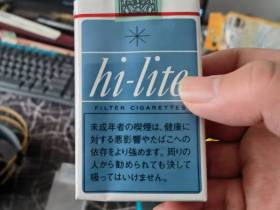 hi-lite
FILTER CIGARETTES
未成年者の喫煙は、健康に
対する悪影響やたばこへの
依存をより強めます。周りの
人から勧められても決して
吸ってはいけません。